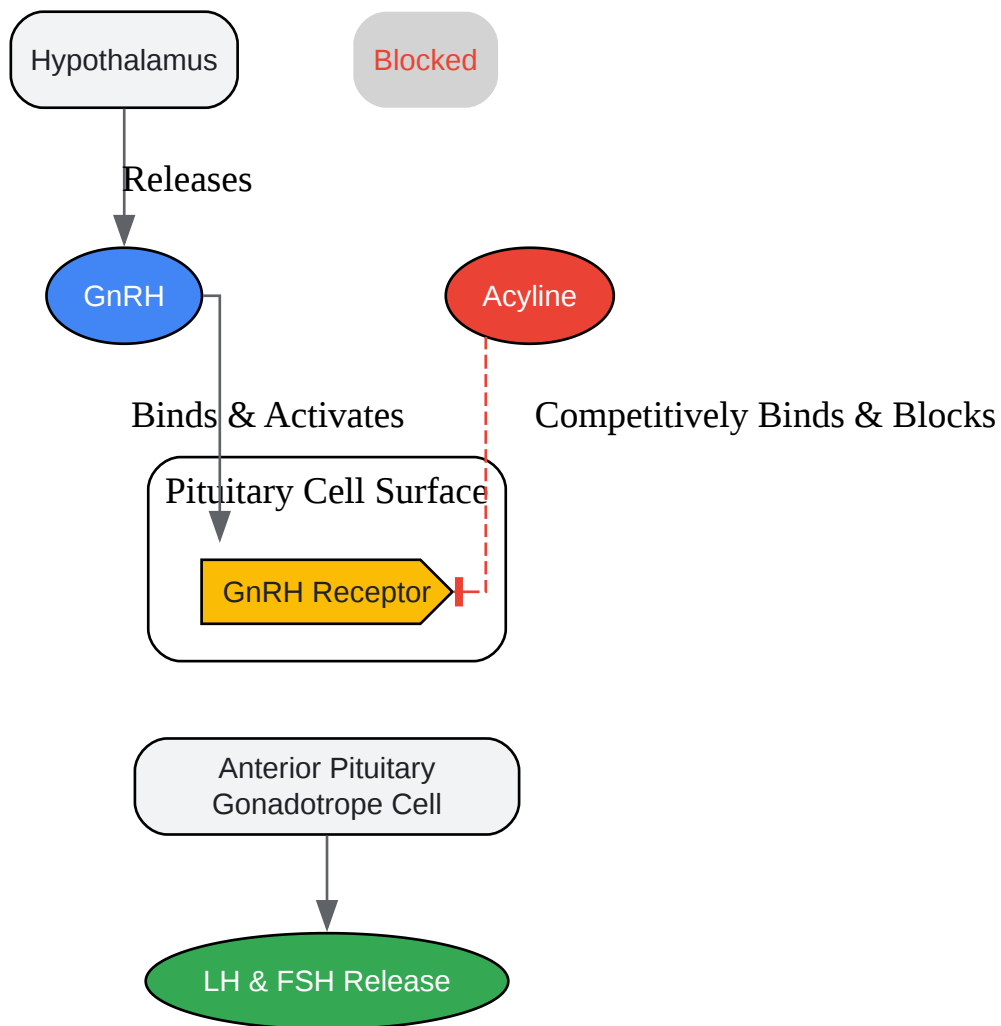 Hypothalamus
Blocked
Releases
GnRH
Acyline
Binds & Activates
Competitively Binds & Blocks
Pituitary Cell Surface
GnRH Receptor
Anterior Pituitary
Gonadotrope Cell
LH & FSH Release